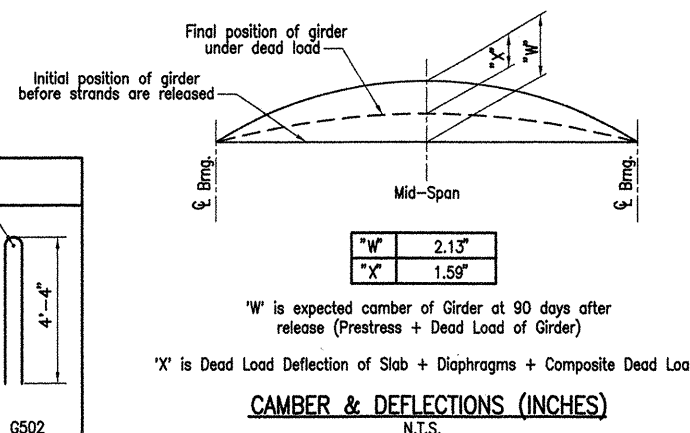 Final position of girder
under dead load
Initial position of girder
before strands are released
"X"
"W"
℄ Brng.
Mid-Span
℄ Brng.
"W" 2.13"
"X" 1.59"
4'-4"
G502
'W' is expected camber of Girder at 90 days after
release (Prestress + Dead Load of Girder)
'X' is Dead Load Deflection of Slab + Diaphragms + Composite Dead Loa
CAMBER & DEFLECTIONS (INCHES)
N.T.S.